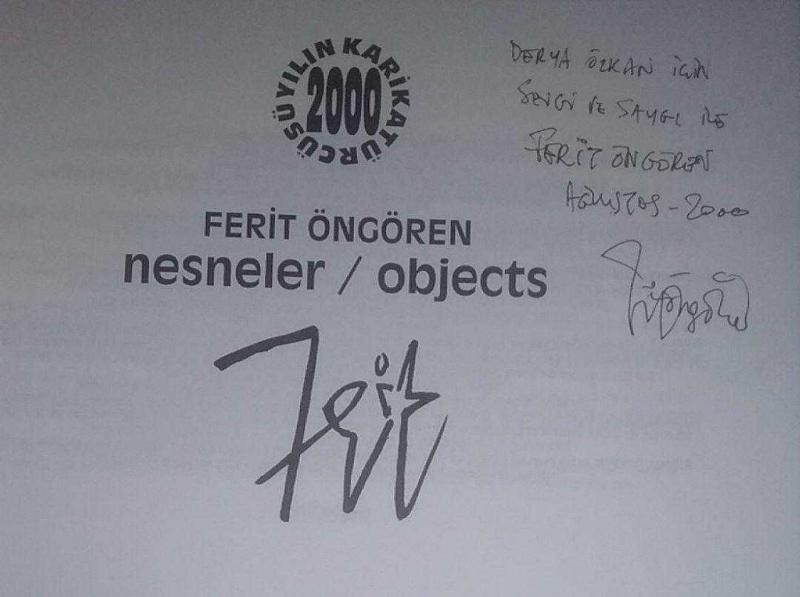 YILIN KARİKATÜRCÜSÜ
2000
FERİT ÖNGÖREN
nesneler / objects
Ferit
DERYA ÖZKAN İÇİN
SEVGİ VE SAYGI İLE
FERİT ÖNGÖREN
AĞUSTOS - 2000